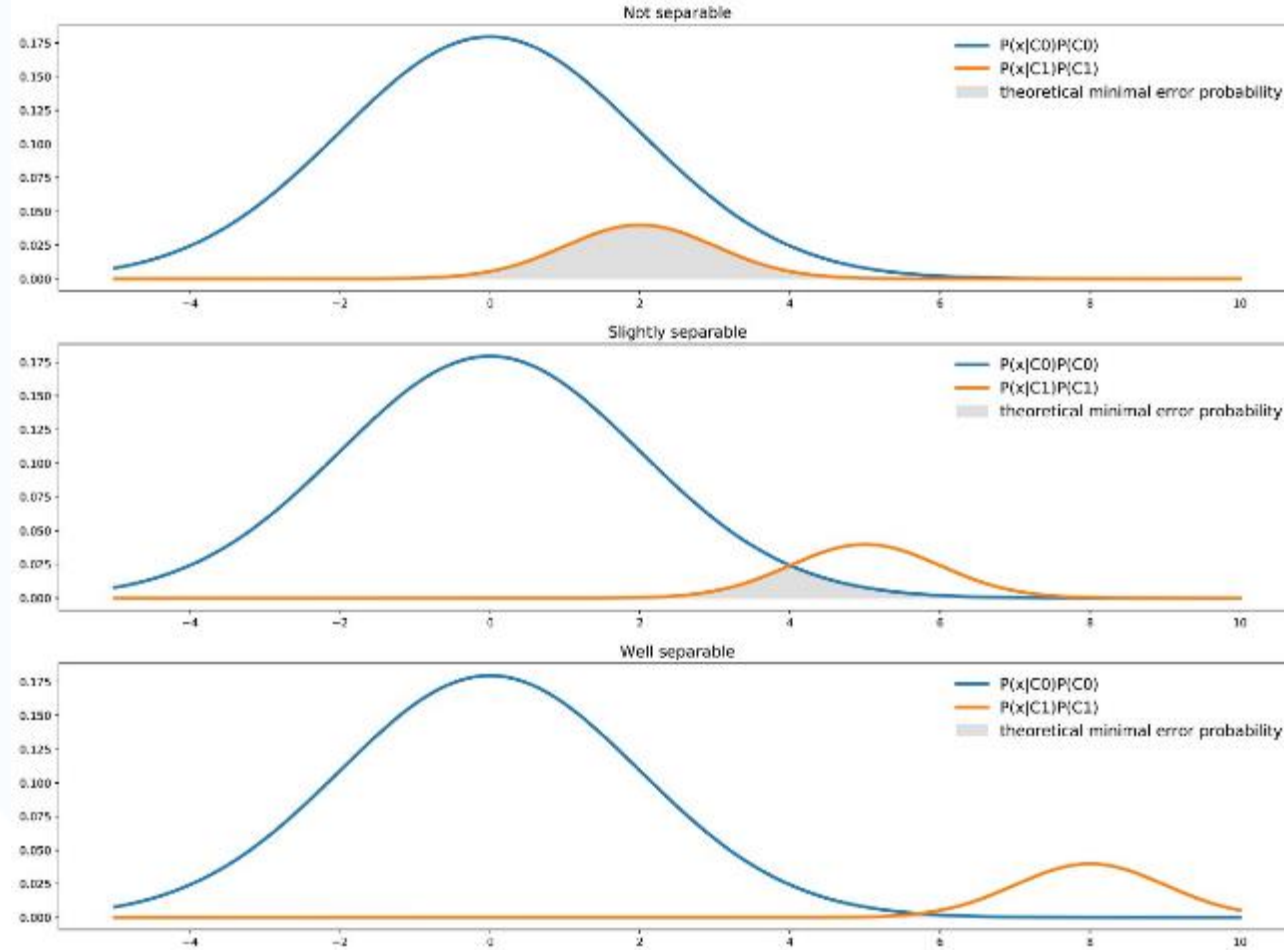 Not separable
0.175
0.150
0.125
0.100
0.075
0.050
0.025
0.000
P(x|C0)P(C0)
P(x|C1)P(C1)
theoretical minimal error probability
−4 −2 0 2 4 6 8 10
Slightly separable
0.175
0.150
0.125
0.100
0.075
0.050
0.025
0.000
P(x|C0)P(C0)
P(x|C1)P(C1)
theoretical minimal error probability
−4 −2 0 2 4 6 8 10
Well separable
0.175
0.150
0.125
0.100
0.075
0.050
0.025
0.000
P(x|C0)P(C0)
P(x|C1)P(C1)
theoretical minimal error probability
−4 −2 0 2 4 6 8 10